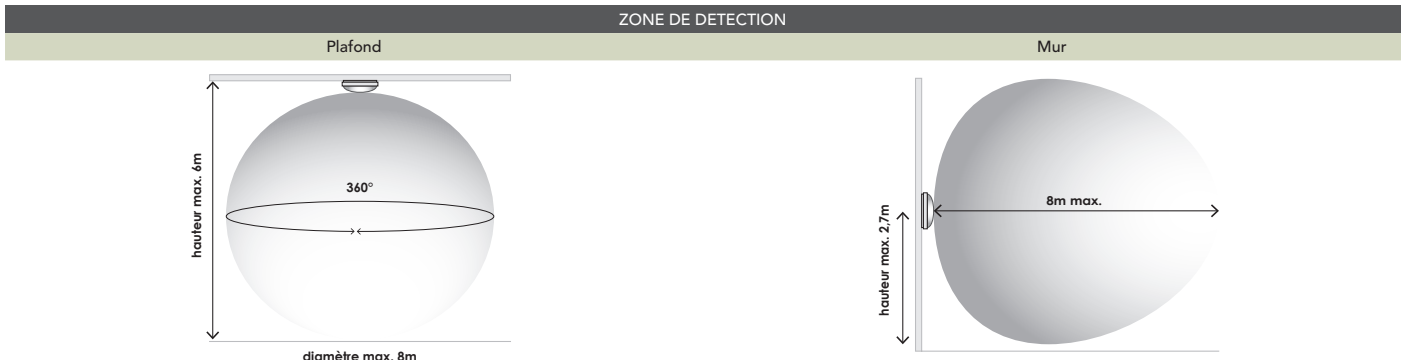 ZONE DE DETECTION
Plafond
Mur
hauteur max. 6m
360°
diamètre max. 8m
hauteur max. 2,7m
8m max.